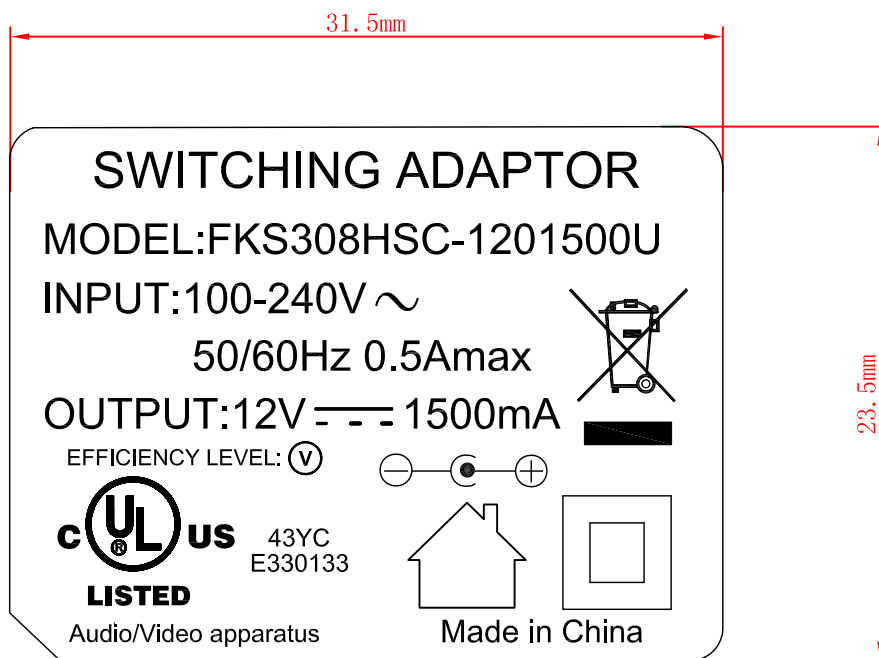 31.5mm
SWITCHING ADAPTOR
MODEL:FKS308HSC-1201500U
INPUT:100-240V ~
50/60Hz 0.5Amax
OUTPUT:12V ⎓ 1500mA
23.5mm
EFFICIENCY LEVEL: V
C UL ® US
LISTED
43YC
E330133
Audio/Video apparatus
Made in China